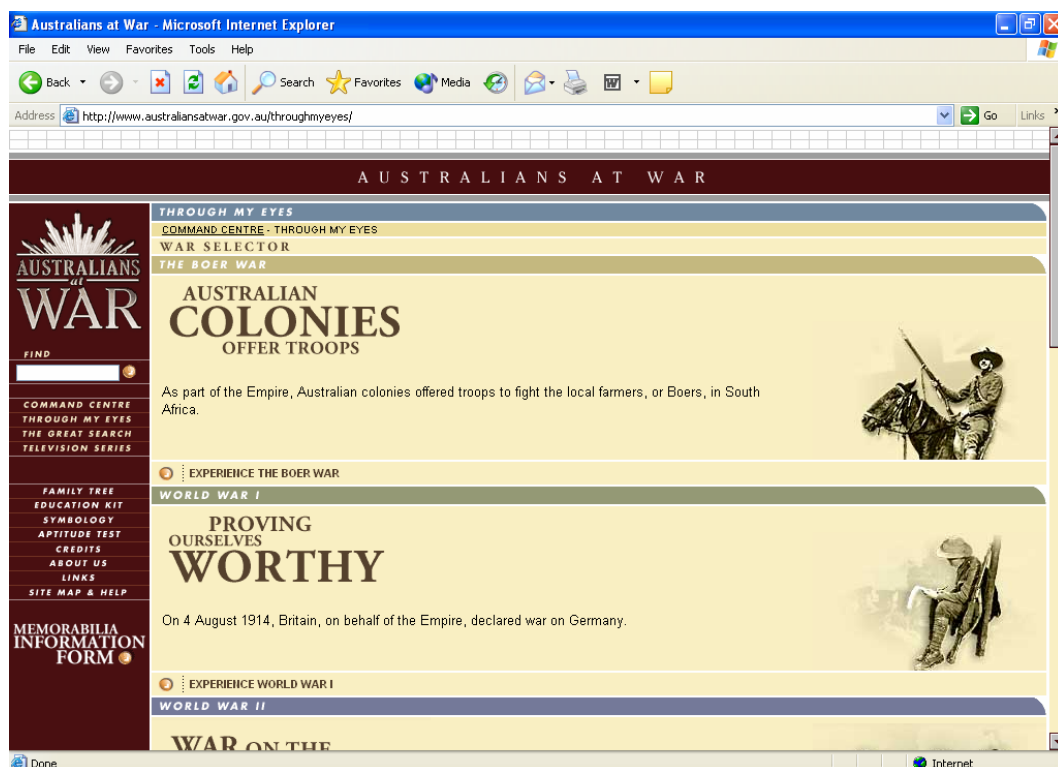 Australians at War - Microsoft Internet Explorer
File Edit View Favorites Tools Help
Back Search Favorites Media
Address http://www.australiansatwar.gov.au/throughmyeyes/ Go Links
AUSTRALIANS AT WAR
AUSTRALIANS
at
WAR
FIND
COMMAND CENTRE
THROUGH MY EYES
THE GREAT SEARCH
TELEVISION SERIES
FAMILY TREE
EDUCATION KIT
SYMBOLOGY
APTITUDE TEST
CREDITS
ABOUT US
LINKS
SITE MAP & HELP
MEMORABILIA
INFORMATION
FORM
THROUGH MY EYES
COMMAND CENTRE - THROUGH MY EYES
WAR SELECTOR
THE BOER WAR
AUSTRALIAN
COLONIES
OFFER TROOPS
As part of the Empire, Australian colonies offered troops to fight the local farmers, or Boers, in South
Africa.
EXPERIENCE THE BOER WAR
WORLD WAR I
PROVING
OURSELVES
WORTHY
On 4 August 1914, Britain, on behalf of the Empire, declared war on Germany.
EXPERIENCE WORLD WAR I
WORLD WAR II
WAR ON THE
Done Internet